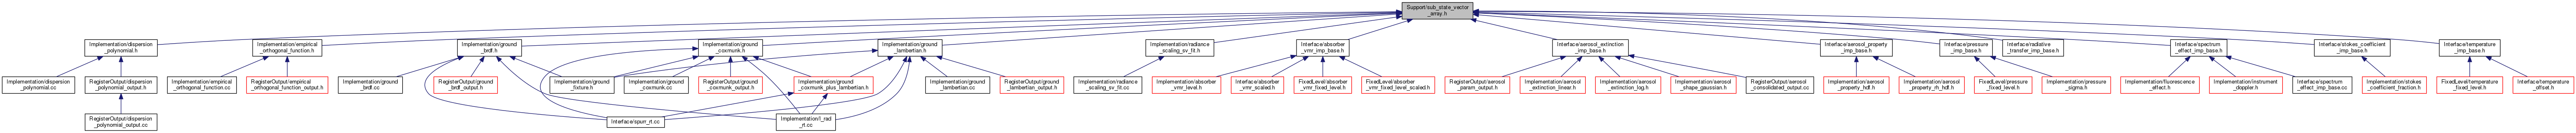 Support/sub_state_vector
_array.h
Implementation/dispersion
_polynomial.h
Implementation/empirical
_orthogonal_function.h
Implementation/ground
_brdf.h
Implementation/ground
_coxmunk.h
Implementation/ground
_lambertian.h
Implementation/radiance
_scaling_sv_fit.h
Interface/absorber
_vmr_imp_base.h
Interface/aerosol_extinction
_imp_base.h
Interface/aerosol_property
_imp_base.h
Interface/pressure
_imp_base.h
Interface/radiative
_transfer_imp_base.h
Interface/spectrum
_effect_imp_base.h
Interface/stokes_coefficient
_imp_base.h
Interface/temperature
_imp_base.h
Implementation/dispersion
_polynomial.cc
RegisterOutput/dispersion
_polynomial_output.h
Implementation/empirical
_orthogonal_function.cc
RegisterOutput/empirical
_orthogonal_function_output.h
Implementation/ground
_brdf.cc
RegisterOutput/ground
_brdf_output.h
Implementation/ground
_fixture.h
Implementation/ground
_coxmunk.cc
RegisterOutput/ground
_coxmunk_output.h
Implementation/ground
_coxmunk_plus_lambertian.h
Implementation/ground
_lambertian.cc
RegisterOutput/ground
_lambertian_output.h
Implementation/radiance
_scaling_sv_fit.cc
Implementation/absorber
_vmr_level.h
Interface/absorber
_vmr_scaled.h
FixedLevel/absorber
_vmr_fixed_level.h
FixedLevel/absorber
_vmr_fixed_level_scaled.h
RegisterOutput/aerosol
_param_output.h
Implementation/aerosol
_extinction_linear.h
Implementation/aerosol
_extinction_log.h
Implementation/aerosol
_shape_gaussian.h
RegisterOutput/aerosol
_consolidated_output.cc
Implementation/aerosol
_property_hdf.h
Implementation/aerosol
_property_rh_hdf.h
FixedLevel/pressure
_fixed_level.h
Implementation/pressure
_sigma.h
Implementation/fluorescence
_effect.h
Implementation/instrument
_doppler.h
Interface/spectrum
_effect_imp_base.cc
Implementation/stokes
_coefficient_fraction.h
FixedLevel/temperature
_fixed_level.h
Interface/temperature
_offset.h
RegisterOutput/dispersion
_polynomial_output.cc
Interface/spurr_rt.cc
Implementation/l_rad
_rt.cc